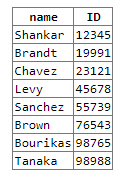 name ID
Shankar 12345
Brandt 19991
Chavez 23121
Levy 45678
Sanchez 55739
Brown 76543
Bourikas 98765
Tanaka 98988